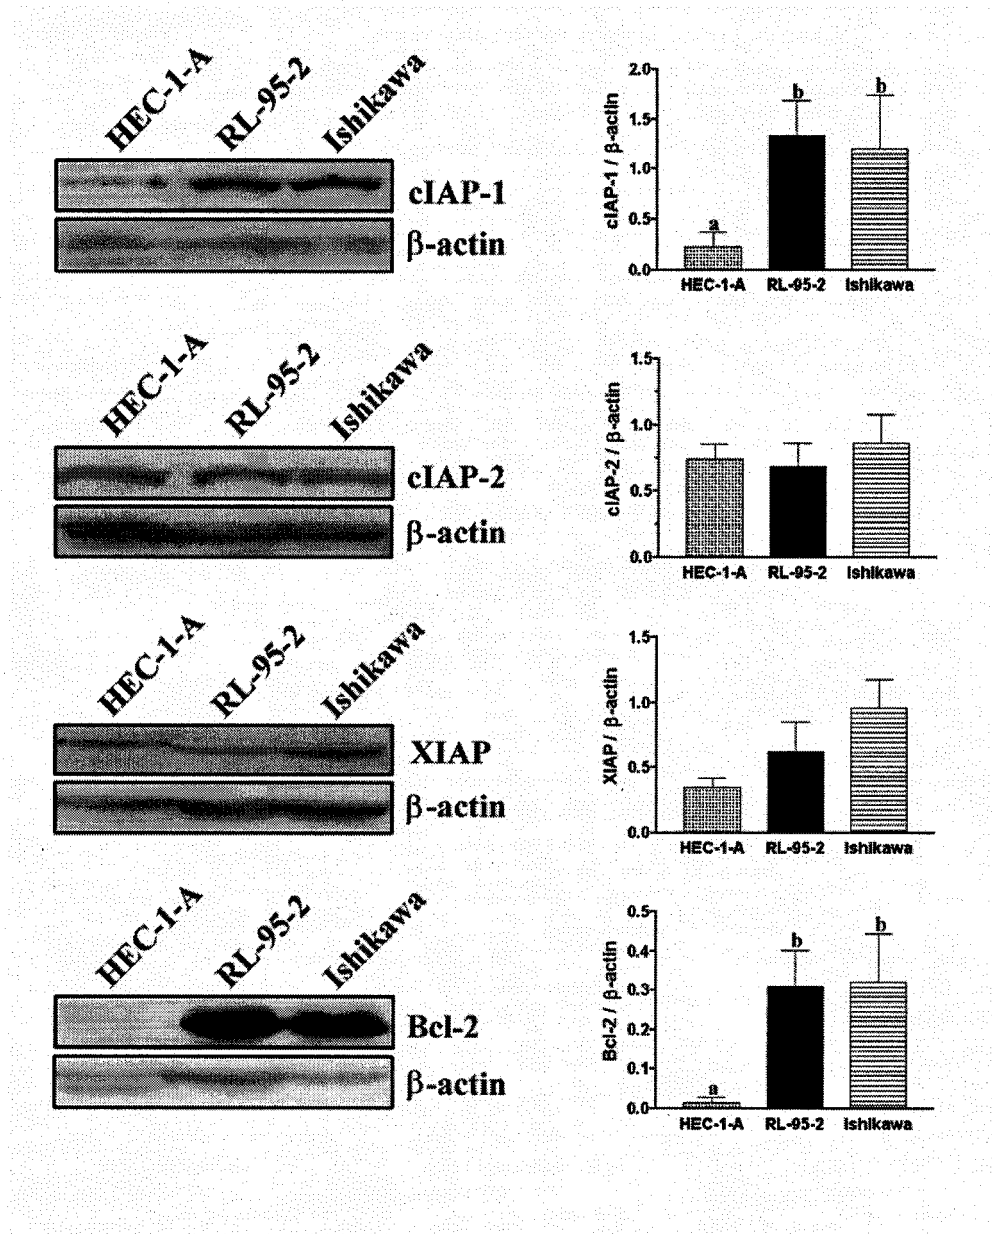 HEC-1-A
RL-95-2
Ishikawa
cIAP-1
β-actin
cIAP-1 / β-actin
2.0
1.5
1.0
0.5
0.0
a
b
b
HEC-1-A RL-95-2 Ishikawa
HEC-1-A
RL-95-2
Ishikawa
cIAP-2
β-actin
cIAP-2 / β-actin
1.5
1.0
0.5
0.0
HEC-1-A RL-95-2 Ishikawa
HEC-1-A
RL-95-2
Ishikawa
XIAP
β-actin
XIAP / β-actin
1.5
1.0
0.5
0.0
HEC-1-A RL-95-2 Ishikawa
HEC-1-A
RL-95-2
Ishikawa
Bcl-2
β-actin
Bcl-2 / β-actin
0.5
0.4
0.3
0.2
0.1
0.0
a
b
b
HEC-1-A RL-95-2 Ishikawa